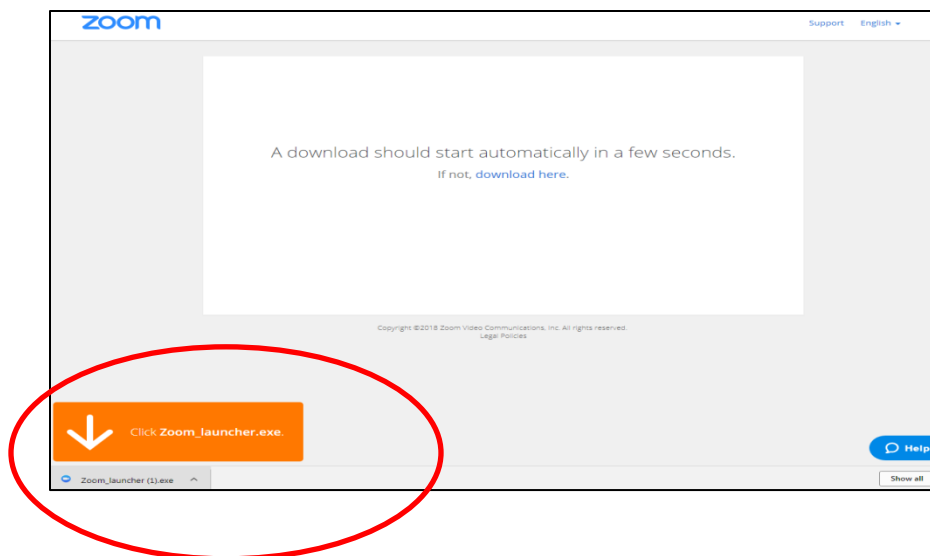 zoom
Support English
A download should start automatically in a few seconds.
If not, download here.
Copyright ©2018 Zoom Video Communications, Inc. All rights reserved.
Legal Policies
Click Zoom_launcher.exe.
Help
Zoom_launcher (1).exe
Show all